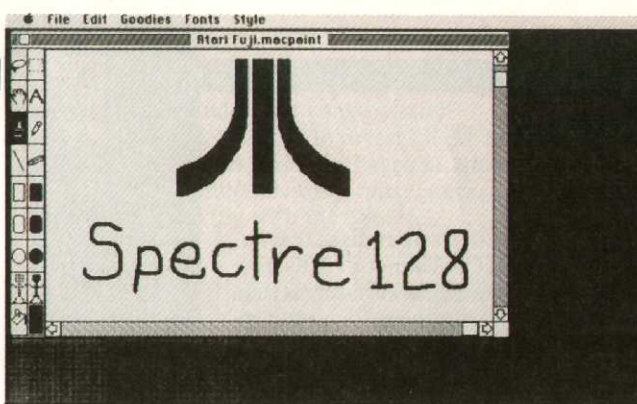 File Edit Goodies Fonts Style
Atari Fuji.macpaint
A
Spectre 128